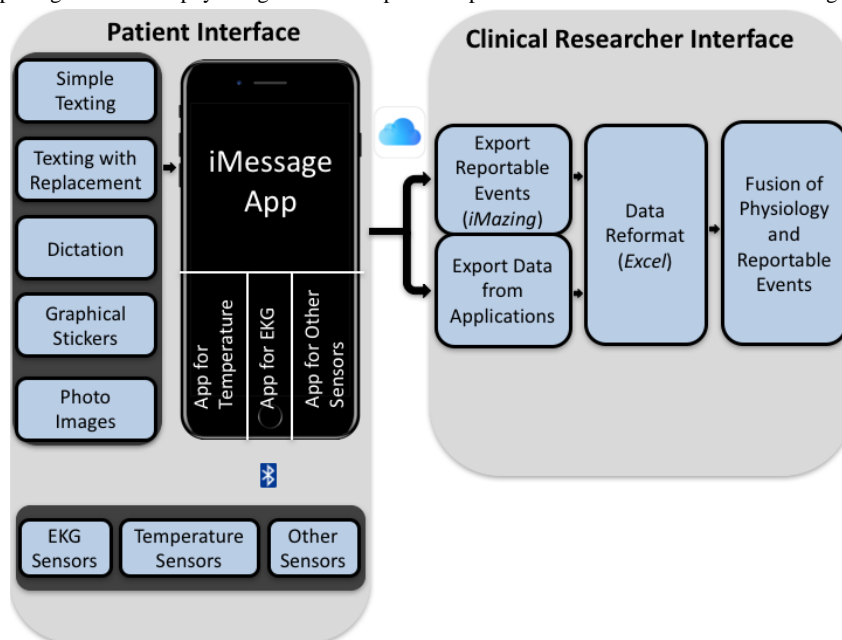 Patient Interface
Simple
Texting
Texting with
Replacement
Dictation
Graphical
Stickers
Photo
Images
iMessage
App
App for
Temperature
App for EKG
App for Other
Sensors
EKG
Sensors
Temperature
Sensors
Other
Sensors
Clinical Researcher Interface
Export
Reportable
Events
(iMazing)
Export Data
from
Applications
Data
Reformat
(Excel)
Fusion of
Physiology
and
Reportable
Events